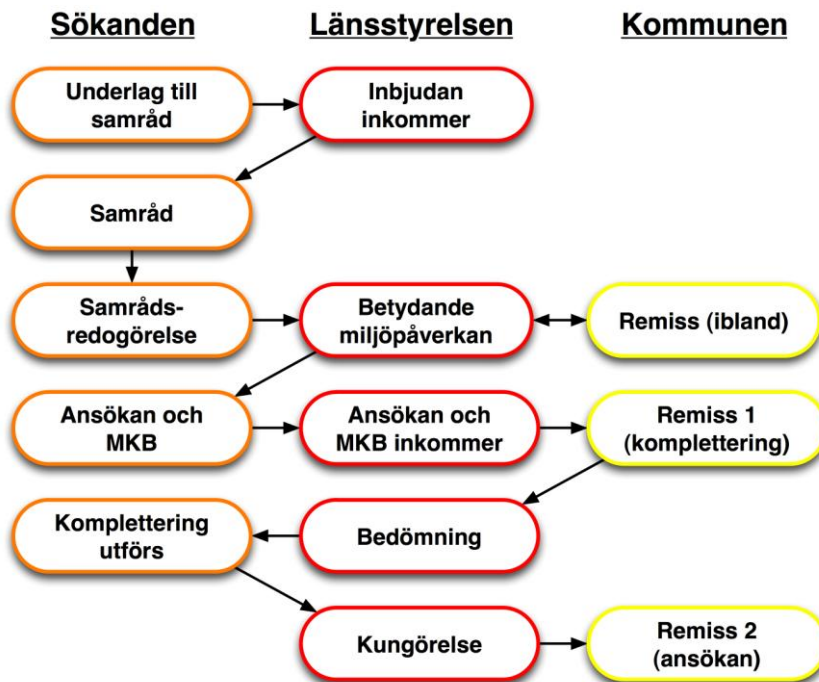 Sökanden
Länsstyrelsen
Kommunen
Underlag till
samråd
Inbjudan
inkommer
Samråd
Samråds-
redogörelse
Betydande
miljöpåverkan
Remiss (ibland)
Ansökan och
MKB
Ansökan och
MKB inkommer
Remiss 1
(komplettering)
Komplettering
utförs
Bedömning
Kungörelse
Remiss 2
(ansökan)